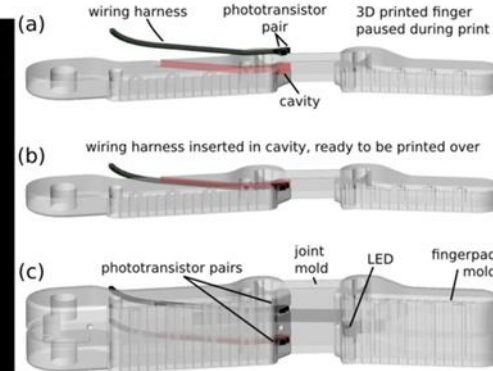 (a)
wiring harness
phototransistor
pair
3D printed finger
paused during print
cavity
(b)
wiring harness inserted in cavity, ready to be printed over
(c)
phototransistor pairs
joint
mold
LED
fingerpad
mold